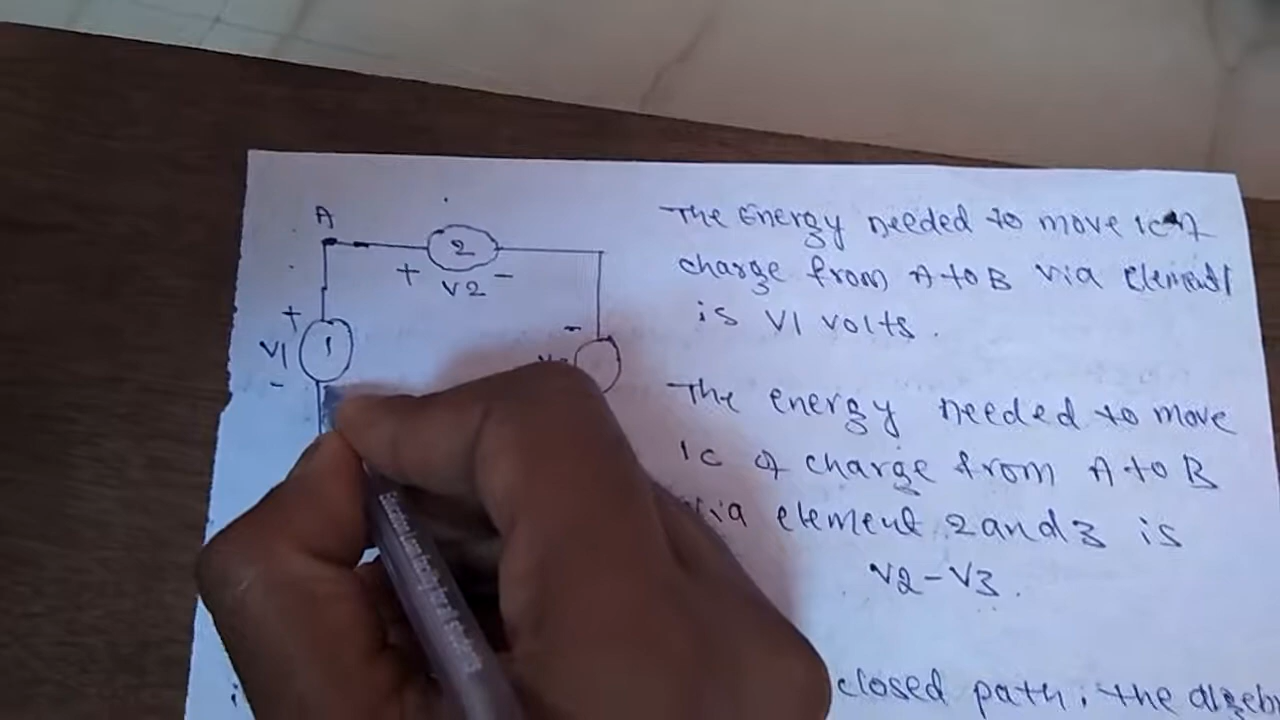 A
2
+ -
V2
+
V1
1
-
-
The Energy needed to move 1c of
charge from A to B via Element1
is V1 volts.
The energy needed to move
1c of charge from A to B
via element 2 and 3 is
V2-V3.
closed path, the algeb